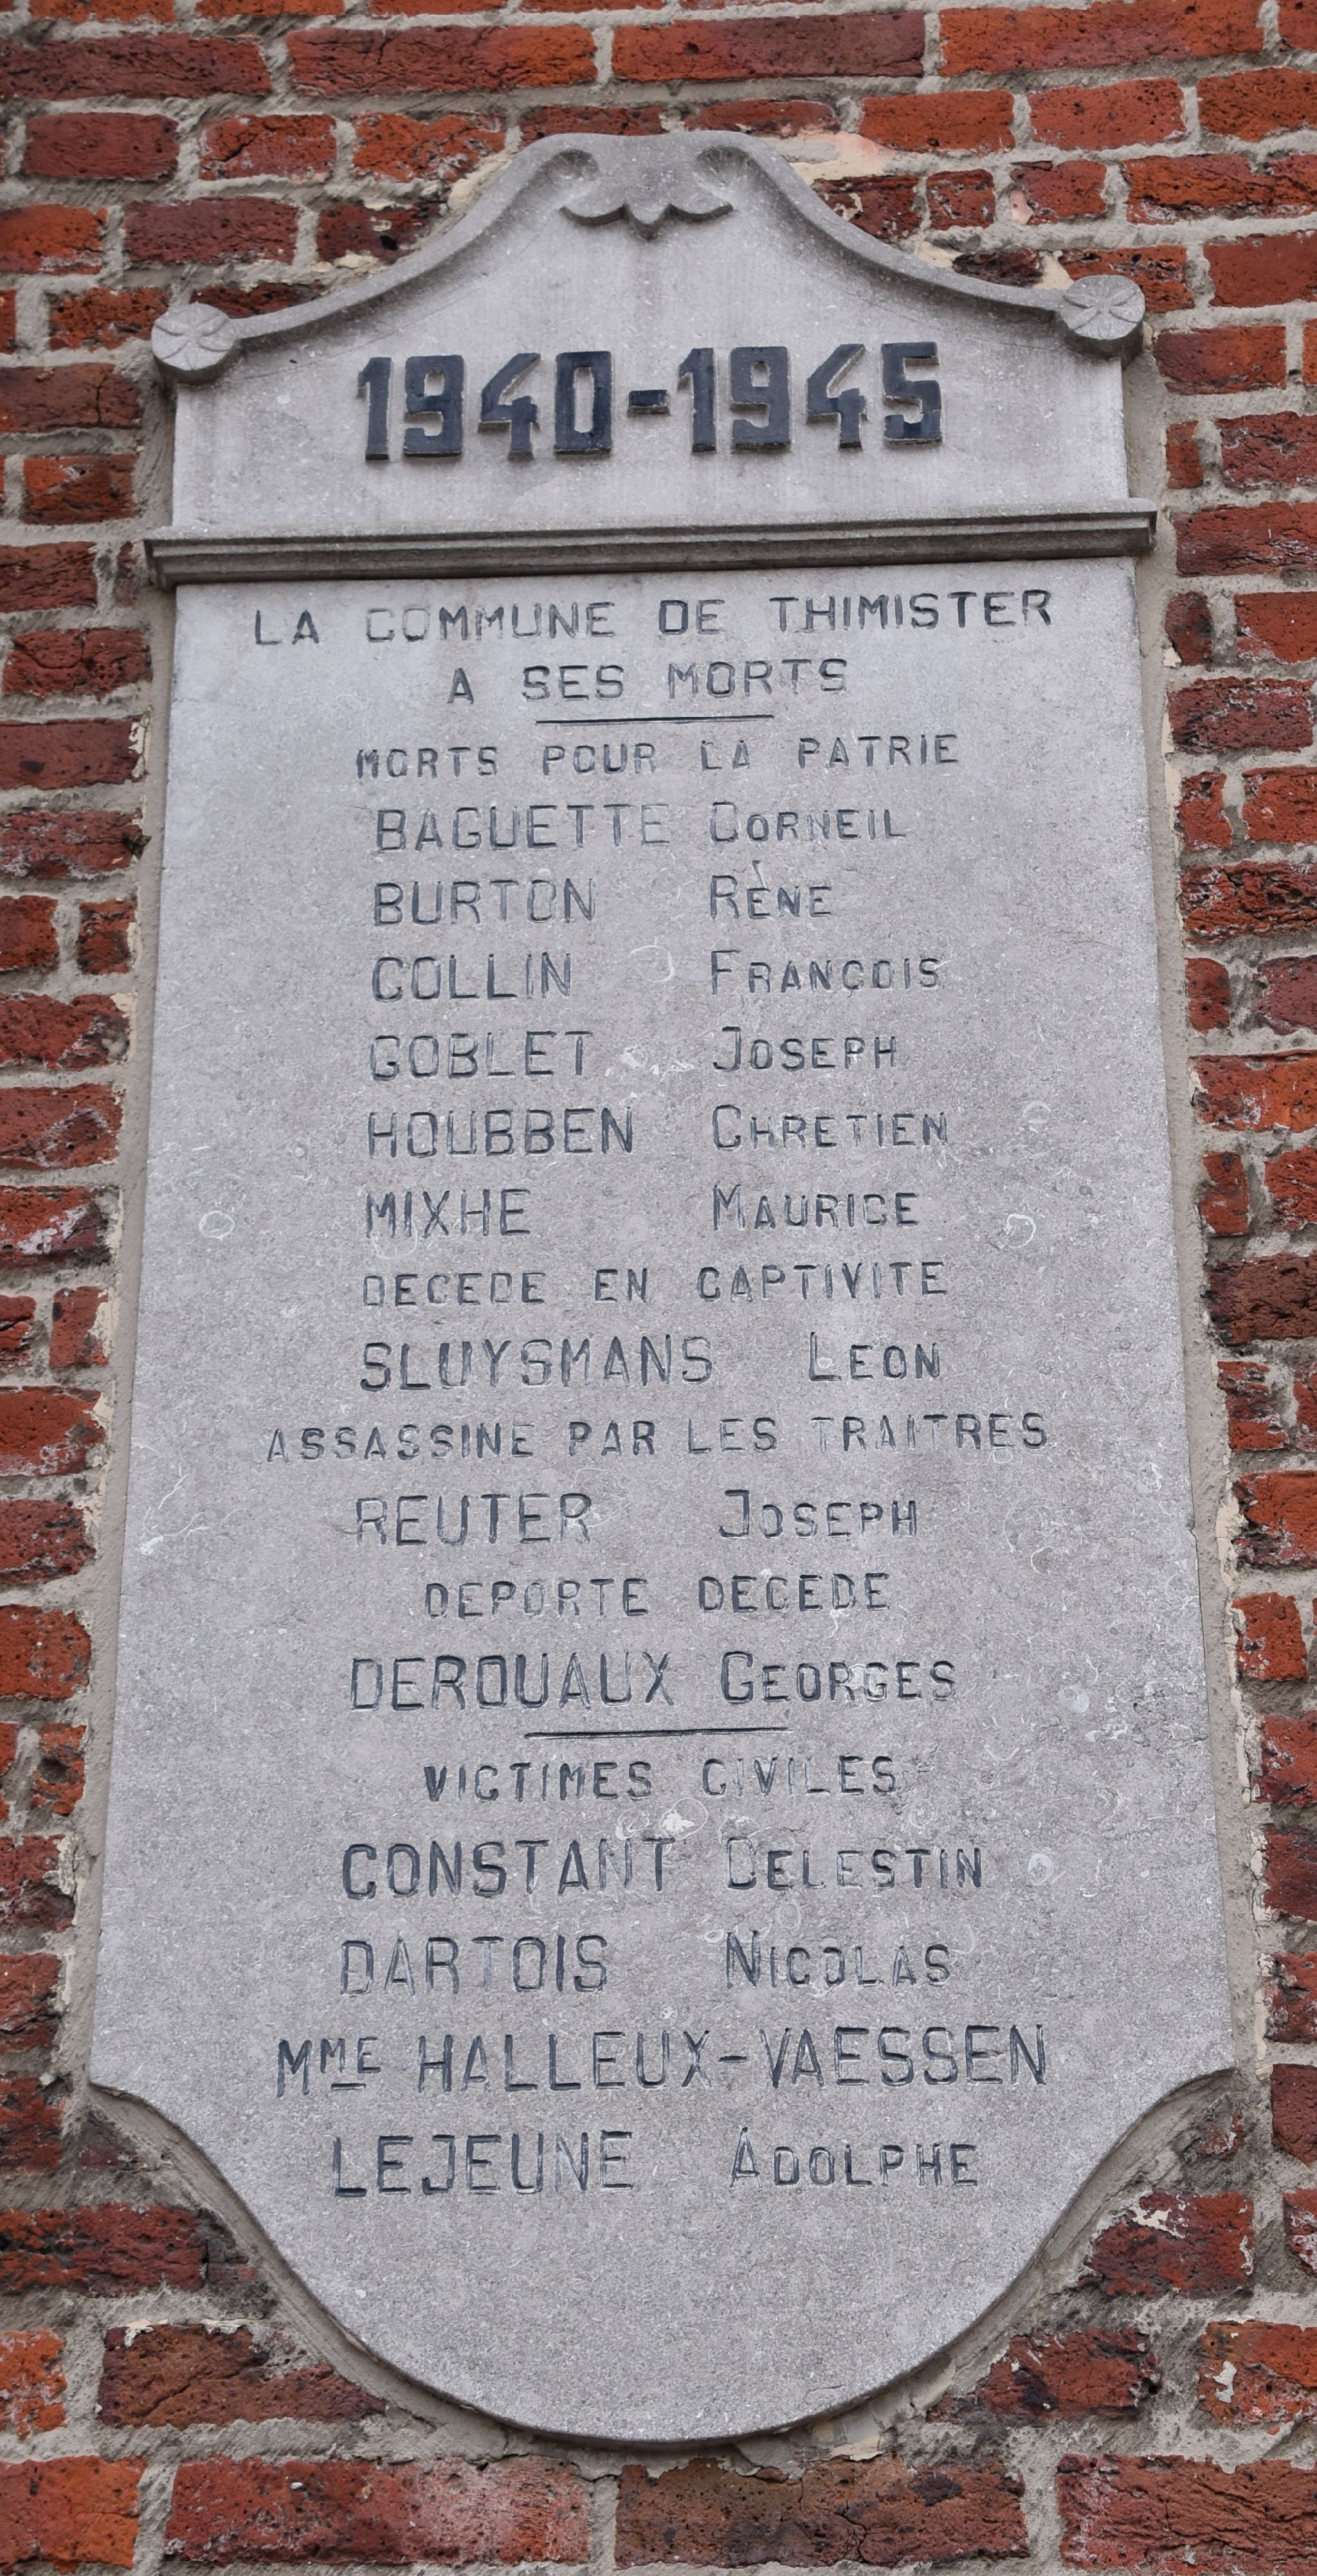 1940-1945
LA COMMUNE DE THIMISTER
A SES MORTS
MORTS POUR LA PATRIE
BAGUETTE CORNEIL
BURTON RÉNE
COLLIN FRANÇOIS
GOBLET JOSEPH
HOUBBEN CHRETIEN
MIXHE MAURICE
DECEDE EN CAPTIVITE
SLUYSMANS LEON
ASSASSINE PAR LES TRAITRES
REUTER JOSEPH
DEPORTE DECEDE
DEROUAUX GEORGES
VICTIMES CIVILES
CONSTANT CELESTIN
DARTOIS NICOLAS
MME HALLEUX-VAESSEN
LEJEUNE ADOLPHE